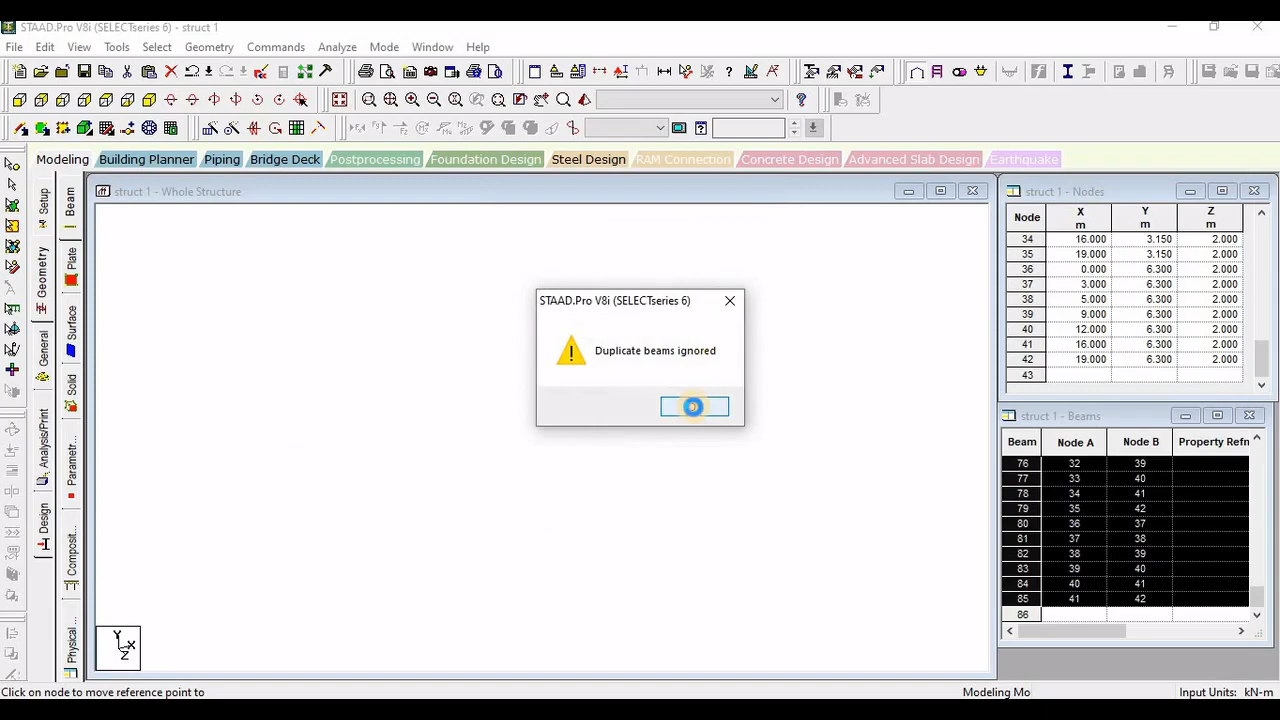 STAAD.Pro V8i (SELECTseries 6) - struct 1
File Edit View Tools Select Geometry Commands Analyze Mode Window Help
Modeling Building Planner Piping Bridge Deck Postprocessing Foundation Design Steel Design RAM Connection Concrete Design Advanced Slab Design Earthquake
Setup
Geometry
General
Analysis/Print
Design
Beam
Plate
Surface
Solid
Parametr...
Composit...
Physical ...
struct 1 - Whole Structure
Y
X
Z
STAAD.Pro V8i (SELECTseries 6)
Duplicate beams ignored
struct 1 - Nodes
Node X m Y m Z m
34 16.000 3.150 2.000
35 19.000 3.150 2.000
36 0.000 6.300 2.000
37 3.000 6.300 2.000
38 5.000 6.300 2.000
39 9.000 6.300 2.000
40 12.000 6.300 2.000
41 16.000 6.300 2.000
42 19.000 6.300 2.000
43
struct 1 - Beams
Beam Node A Node B Property Refn
76 32 39
77 33 40
78 34 41
79 35 42
80 36 37
81 37 38
82 38 39
83 39 40
84 40 41
85 41 42
86
Click on node to move reference point to Modeling Mo Input Units: kN-m